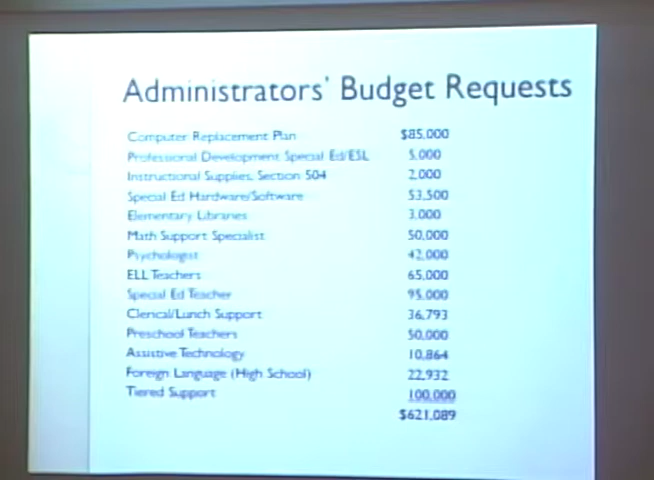 Administrators' Budget Requests
Computer Replacement Plan $85,000
Professional Development, Special Ed/ESL 5,000
Instructional Supplies, Section 504 2,000
Special Ed Hardware/Software 53,500
Elementary Libraries 3,000
Math Support Specialist 50,000
Psychologist 42,000
ELL Teachers 65,000
Special Ed Teacher 95,000
Clerical/Lunch Support 36,793
Preschool Teachers 50,000
Assistive Technology 10,864
Foreign Language (High School) 22,932
Tiered Support 100,000
$621,089